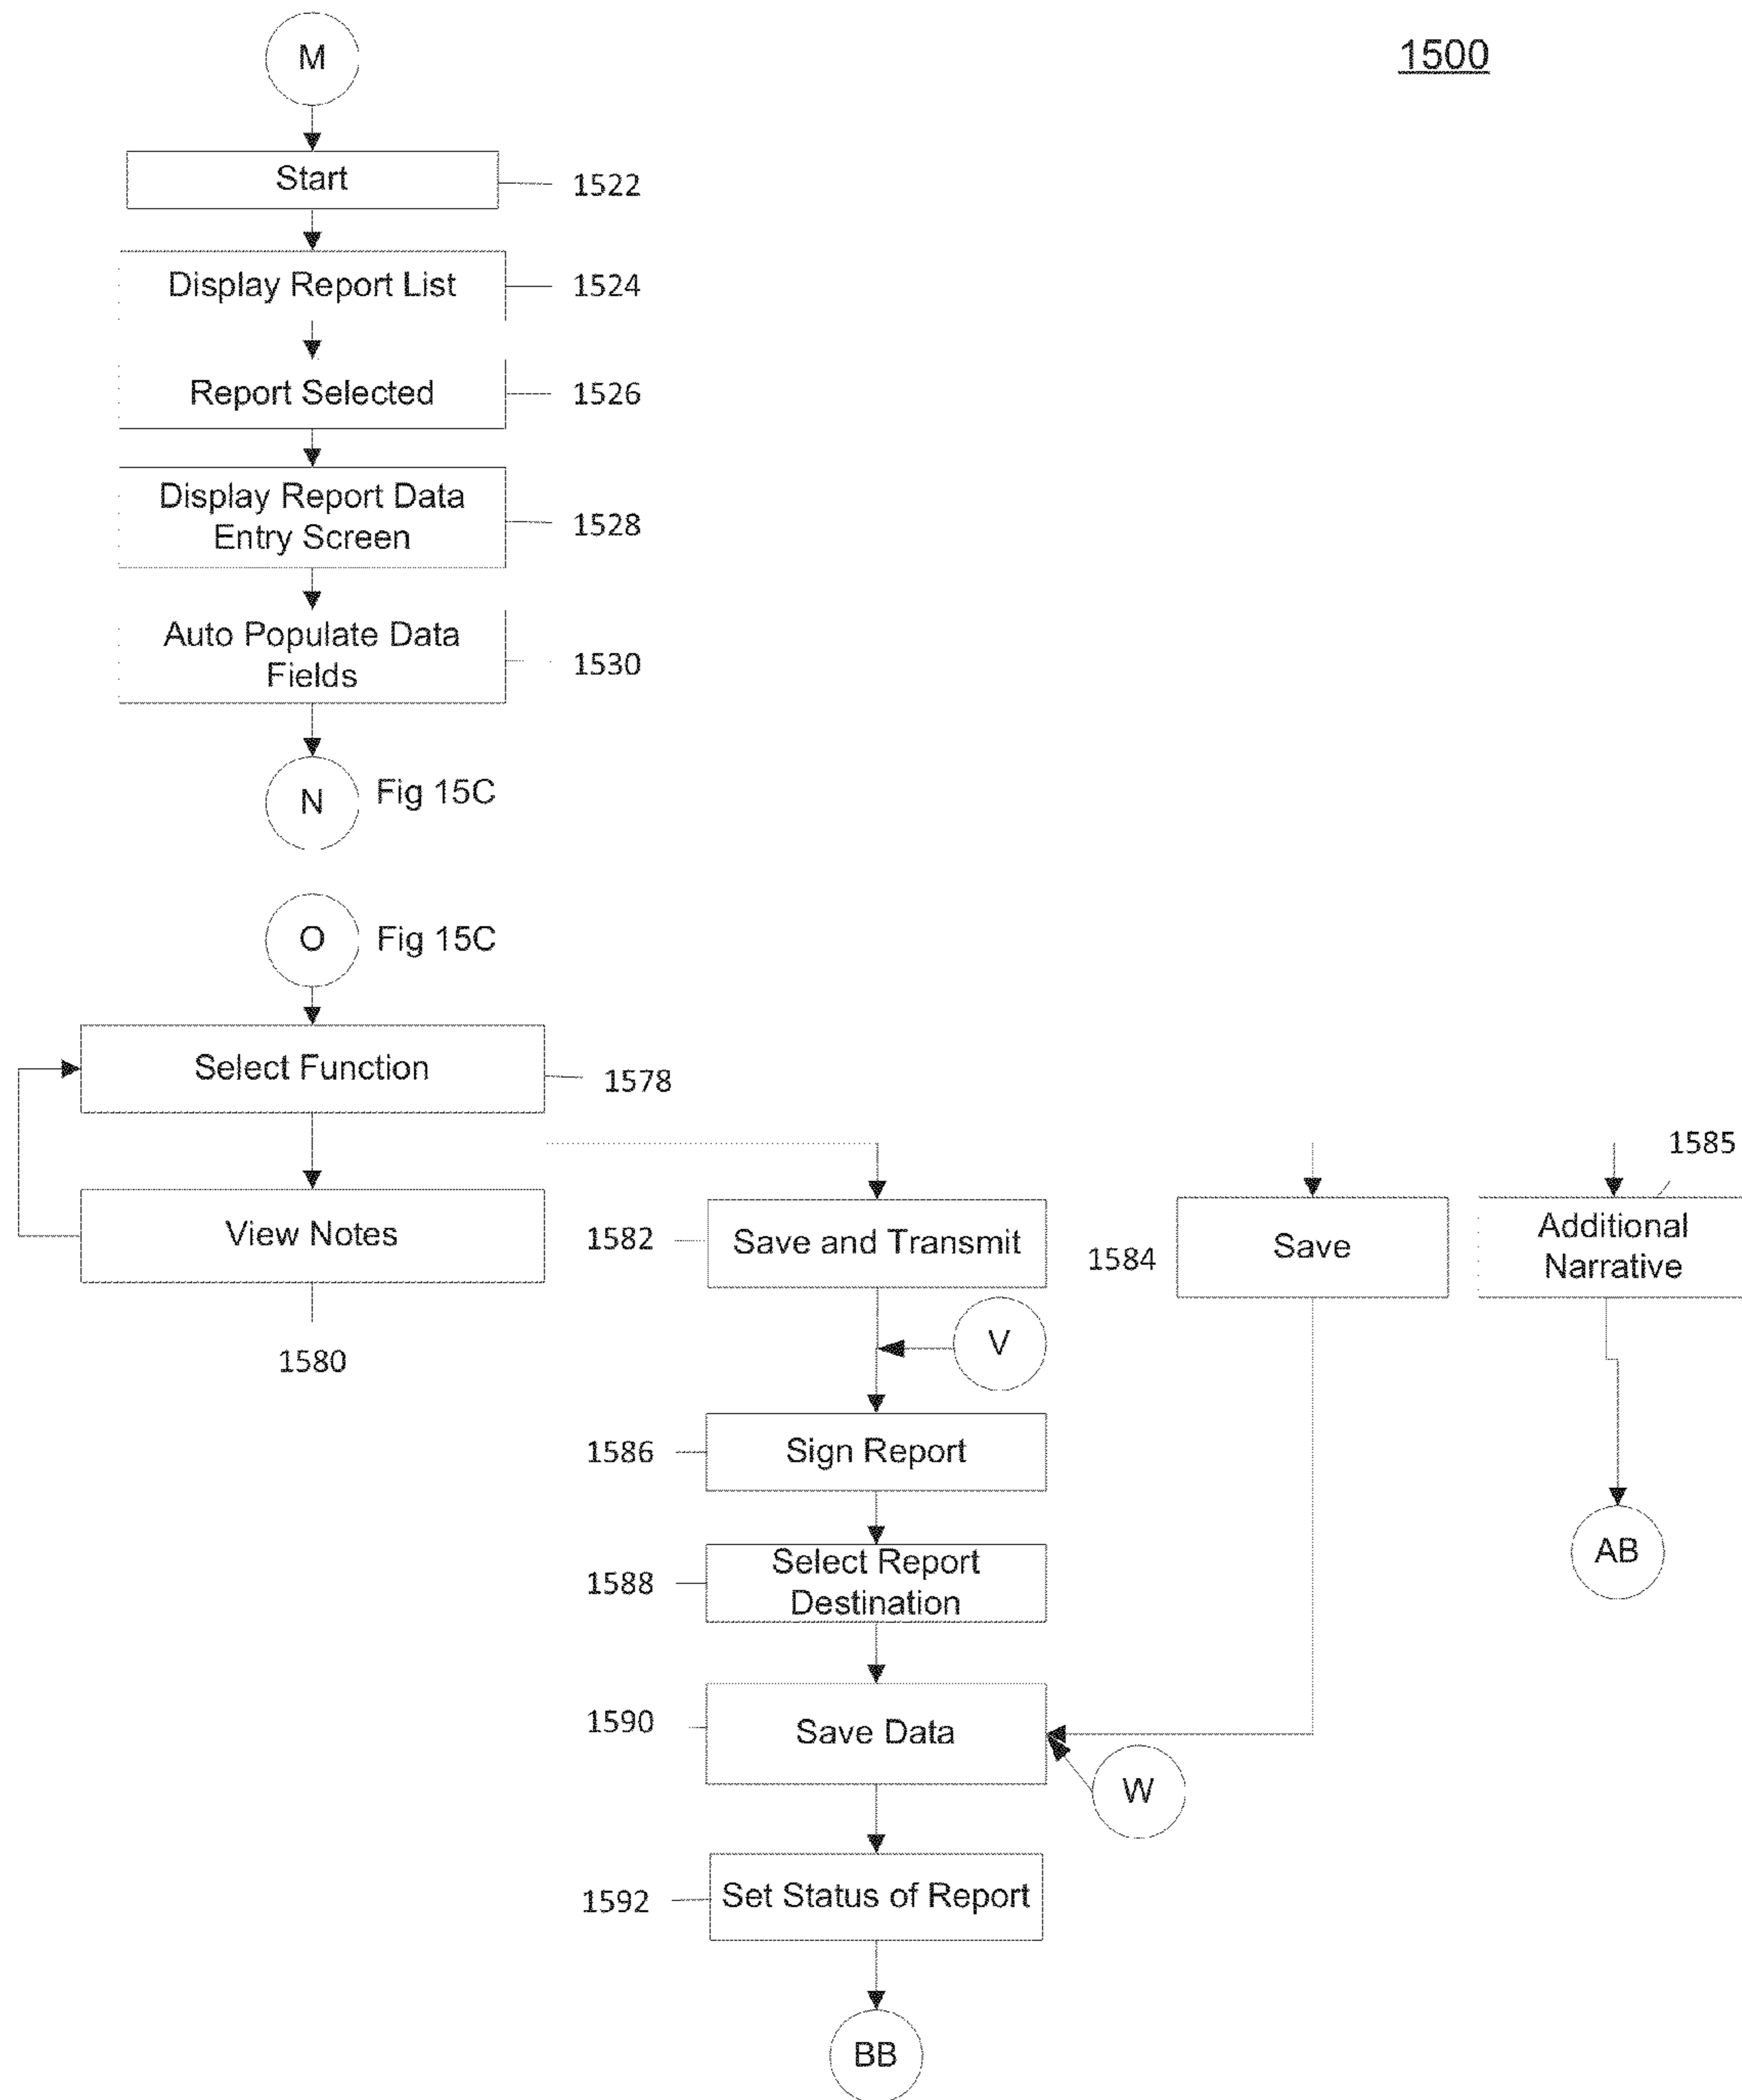 1500
M
Start
1522
Display Report List
1524
Report Selected
1526
Display Report Data
Entry Screen
1528
Auto Populate Data
Fields
1530
N
Fig 15C
O
Fig 15C
Select Function
1578
View Notes
1580
1582
Save and Transmit
1584
Save
1585
Additional
Narrative
V
1586
Sign Report
1588
Select Report
Destination
AB
1590
Save Data
W
1592
Set Status of Report
BB